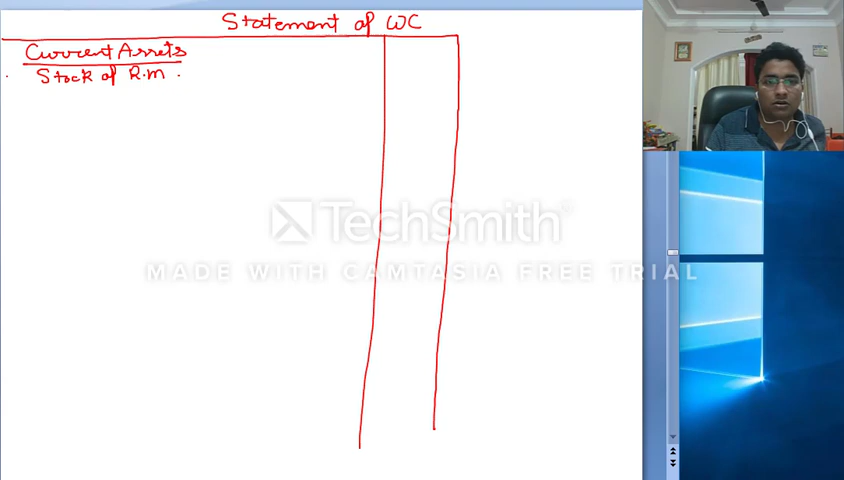 Statement of WC
Current Assets
Stock of R.M.
TechSmith
MADE WITH CAMTASIA FREE TRIAL